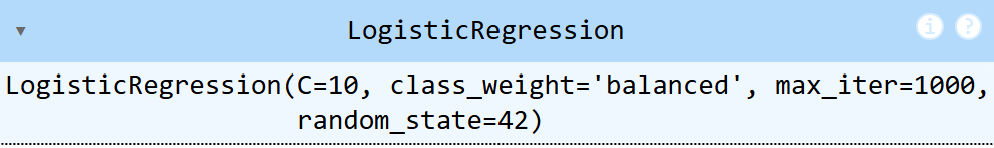 LogisticRegression
LogisticRegression(C=10, class_weight='balanced', max_iter=1000,
random_state=42)